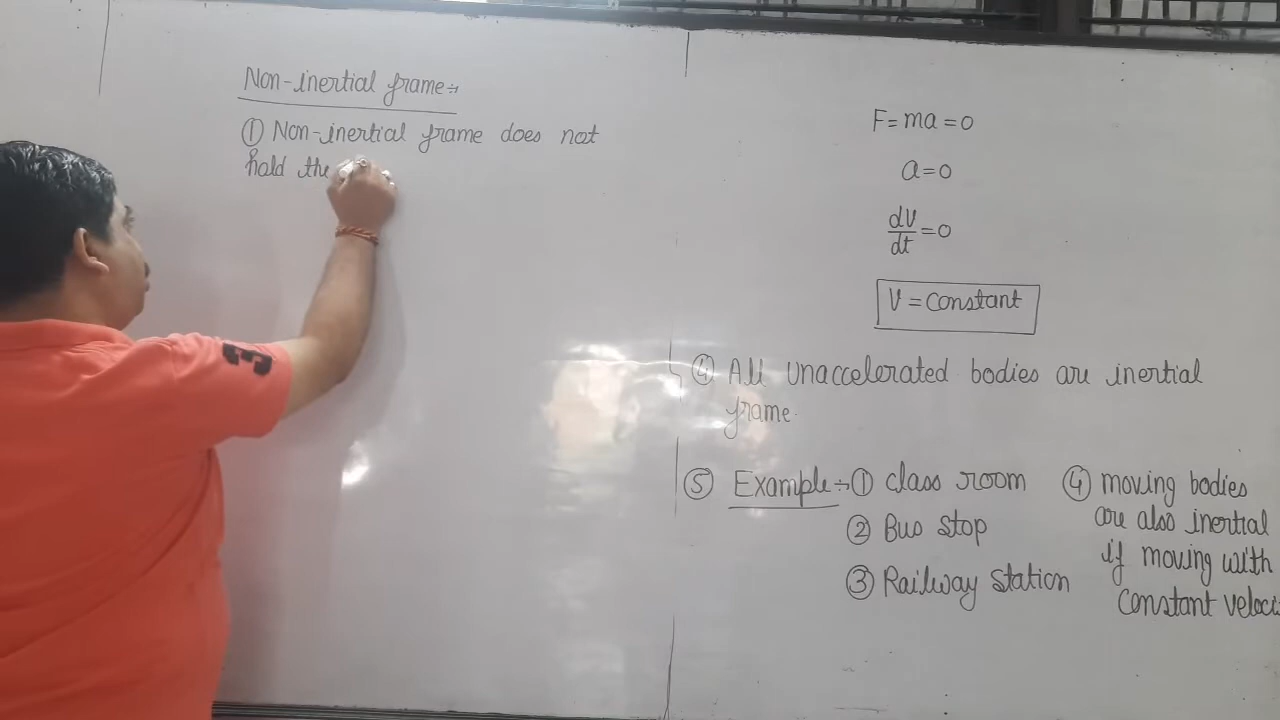 Non-inertial frame:-
① Non-inertial frame does not
hold the
F = ma = 0
a = 0
dV/dt = 0
V = Constant
④ All unaccelerated bodies are inertial
frame.
⑤ Example:- ① Class room
② Bus stop
③ Railway Station
④ moving bodies
are also inertial
if moving with
Constant veloci
3